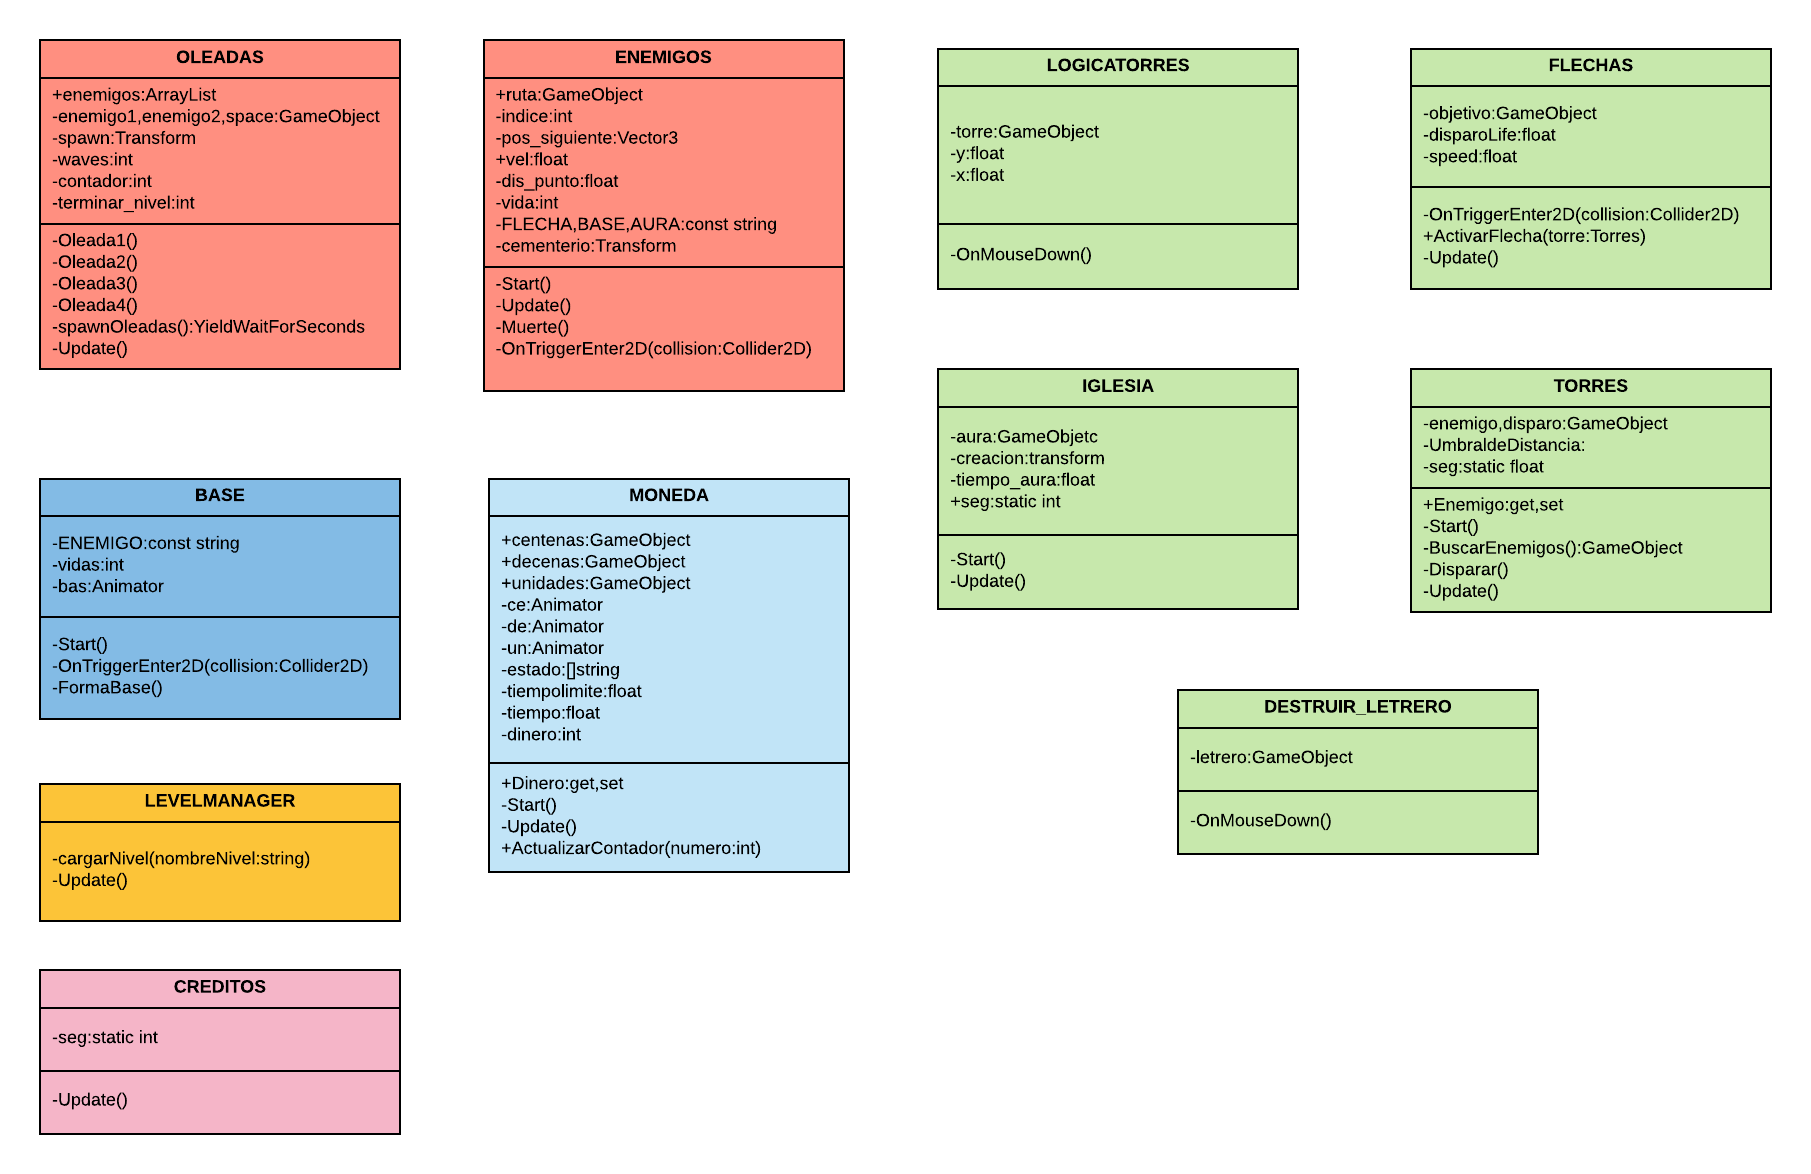 OLEADAS
+enemigos:ArrayList
-enemigo1,enemigo2,space:GameObject
-spawn:Transform
-waves:int
-contador:int
-terminar_nivel:int
-Oleada1()
-Oleada2()
-Oleada3()
-Oleada4()
-spawnOleadas():YieldWaitForSeconds
-Update()
ENEMIGOS
+ruta:GameObject
-indice:int
-pos_siguiente:Vector3
+vel:float
-dis_punto:float
-vida:int
-FLECHA,BASE,AURA:const string
-cementerio:Transform
-Start()
-Update()
-Muerte()
-OnTriggerEnter2D(collision:Collider2D)
LOGICATORRES
-torre:GameObject
-y:float
-x:float
-OnMouseDown()
FLECHAS
-objetivo:GameObject
-disparoLife:float
-speed:float
-OnTriggerEnter2D(collision:Collider2D)
+ActivarFlecha(torre:Torres)
-Update()
IGLESIA
-aura:GameObjetc
-creacion:transform
-tiempo_aura:float
+seg:static int
-Start()
-Update()
TORRES
-enemigo,disparo:GameObject
-UmbraldeDistancia:
-seg:static float
+Enemigo:get,set
-Start()
-BuscarEnemigos():GameObject
-Disparar()
-Update()
BASE
-ENEMIGO:const string
-vidas:int
-bas:Animator
-Start()
-OnTriggerEnter2D(collision:Collider2D)
-FormaBase()
MONEDA
+centenas:GameObject
+decenas:GameObject
+unidades:GameObject
-ce:Animator
-de:Animator
-un:Animator
-estado:[]string
-tiempolimite:float
-tiempo:float
-dinero:int
+Dinero:get,set
-Start()
-Update()
+ActualizarContador(numero:int)
DESTRUIR_LETRERO
-letrero:GameObject
-OnMouseDown()
LEVELMANAGER
-cargarNivel(nombreNivel:string)
-Update()
CREDITOS
-seg:static int
-Update()